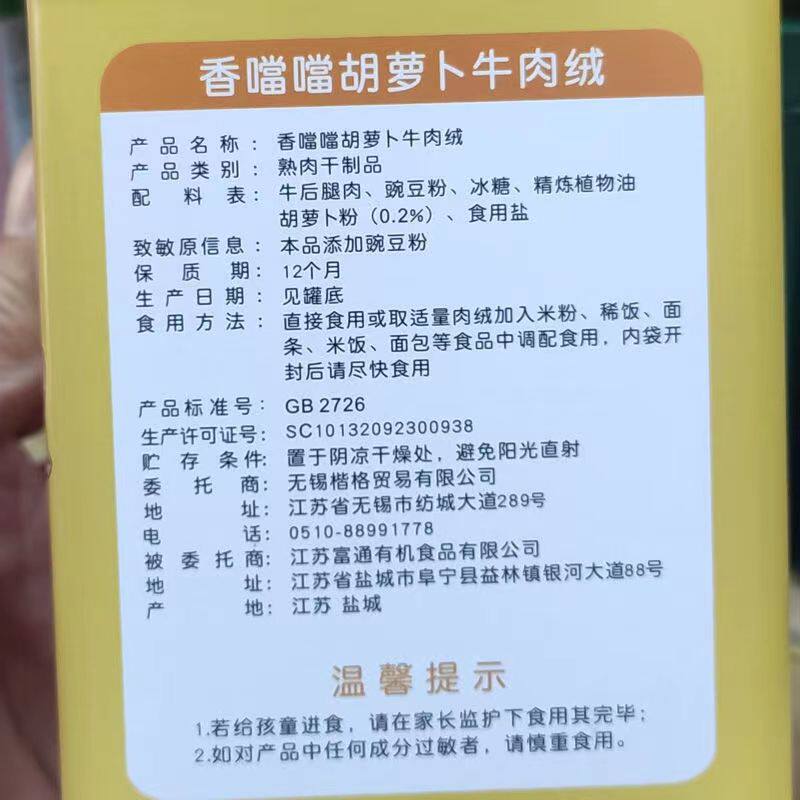 香噹噹胡萝卜牛肉绒
产品名称：香噹噹胡萝卜牛肉绒
产品类别：熟肉干制品
配料表：牛后腿肉、豌豆粉、冰糖、精炼植物油
胡萝卜粉（0.2%）、食用盐
致敏原信息：本品添加豌豆粉
保质期：12个月
生产日期：见罐底
食用方法：直接食用或取适量肉绒加入米粉、稀饭、面
条、米饭、面包等食品中调配食用，内袋开
封后请尽快食用
产品标准号：GB 2726
生产许可证号：SC10132092300938
贮存条件：置于阴凉干燥处，避免阳光直射
委托商：无锡楷格贸易有限公司
地址：江苏省无锡市纺城大道289号
电话：0510-88991778
被委托商：江苏富通有机食品有限公司
地址：江苏省盐城市阜宁县益林镇银河大道88号
产地：江苏 盐城
温馨提示
1.若给孩童进食，请在家长监护下食用其完毕；
2.如对产品中任何成分过敏者，请慎重食用。